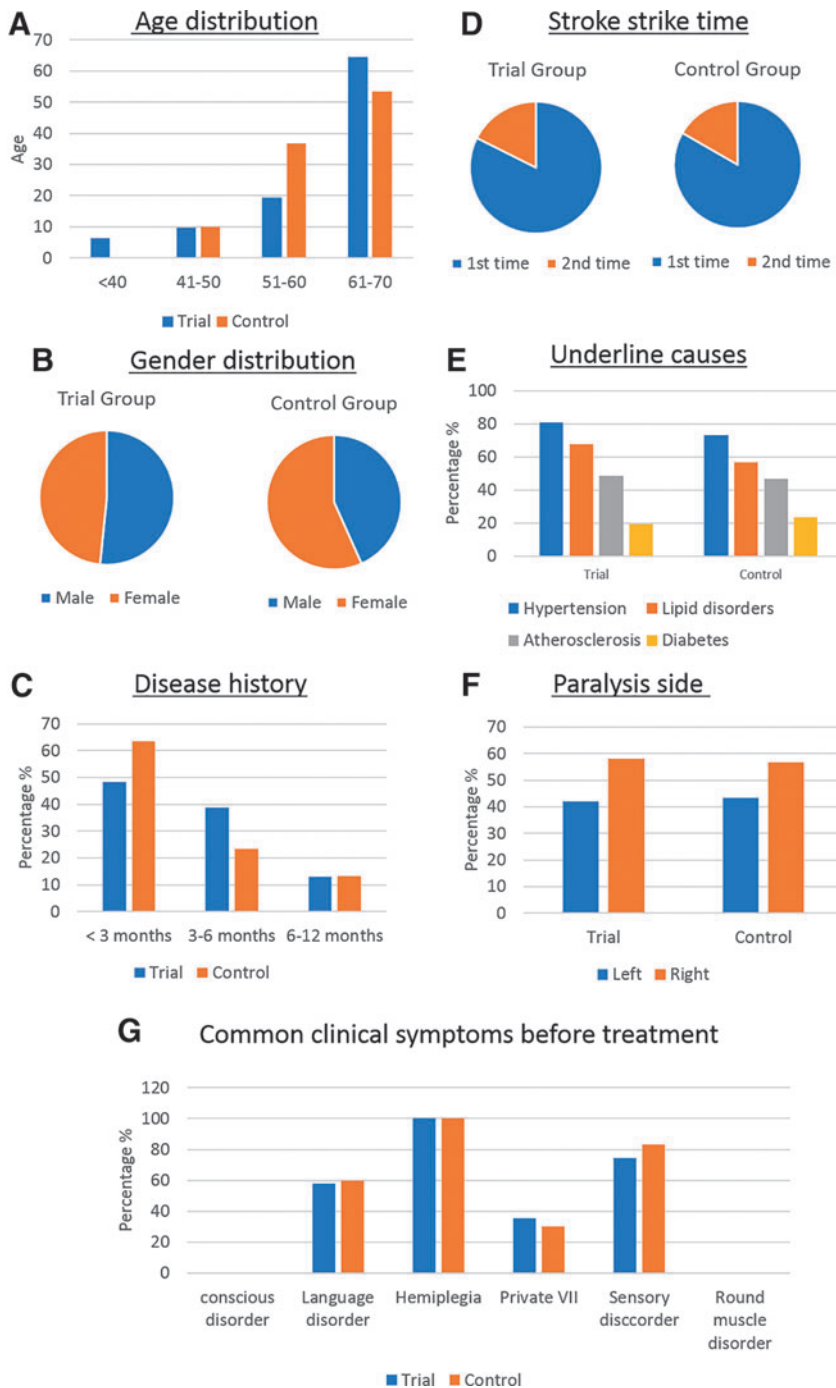 A
Age distribution
Age
70
60
50
40
30
20
10
0
<40 41-50 51-60 61-70
Trial Control
B
Gender distribution
Trial Group Control Group
Male Female Male Female
C
Disease history
Percentage %
70
60
50
40
30
20
10
0
< 3 months 3-6 months 6-12 months
Trial Control
D
Stroke strike time
Trial Group Control Group
1st time 2nd time 1st time 2nd time
E
Underline causes
Percentage %
100
80
60
40
20
0
Trial Control
Hypertension Lipid disorders
Atherosclerosis Diabetes
F
Paralysis side
Percentage %
70
60
50
40
30
20
10
0
Trial Control
Left Right
G
Common clinical symptoms before treatment
Percentage %
120
100
80
60
40
20
0
conscious Language Hemiplegia Private VII Sensory Round
disorder disorder disccorder muscle
disorder
Trial Control